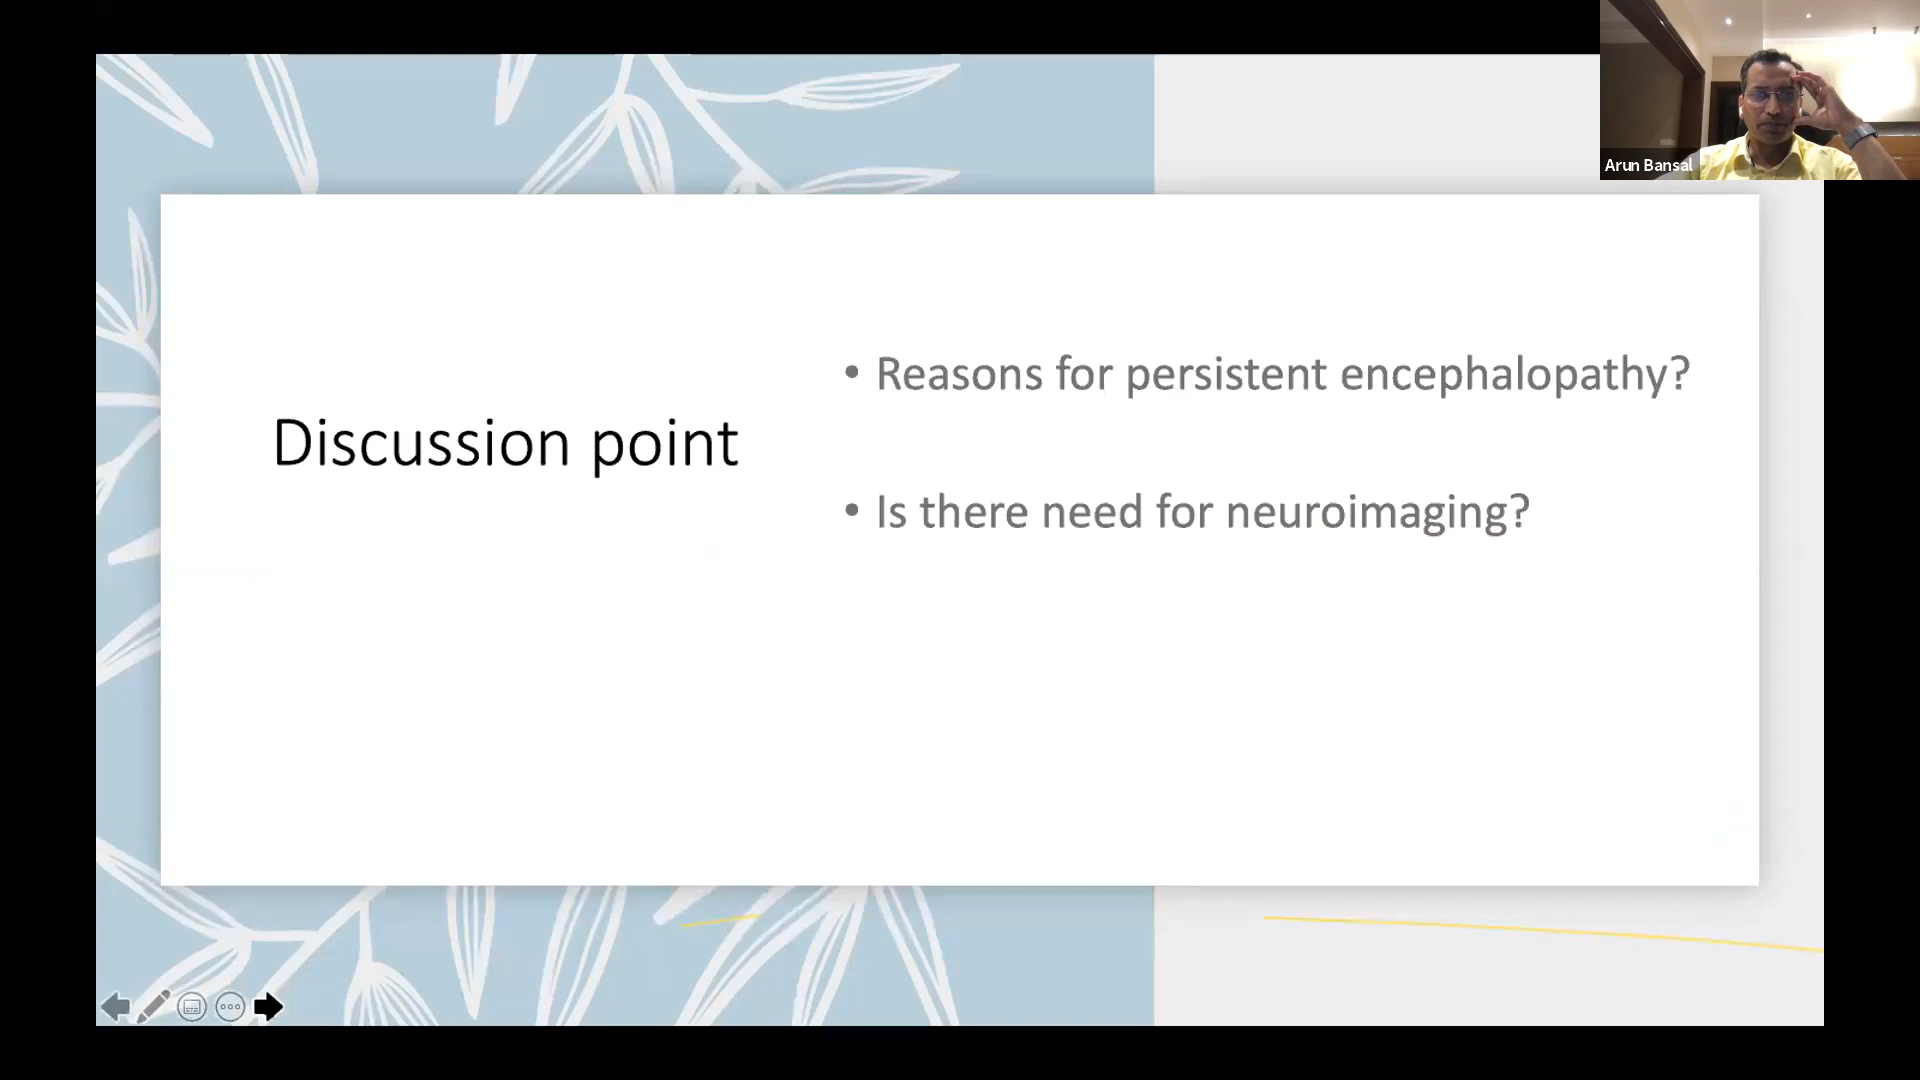 Arun Bansal
Discussion point
• Reasons for persistent encephalopathy?
• Is there need for neuroimaging?